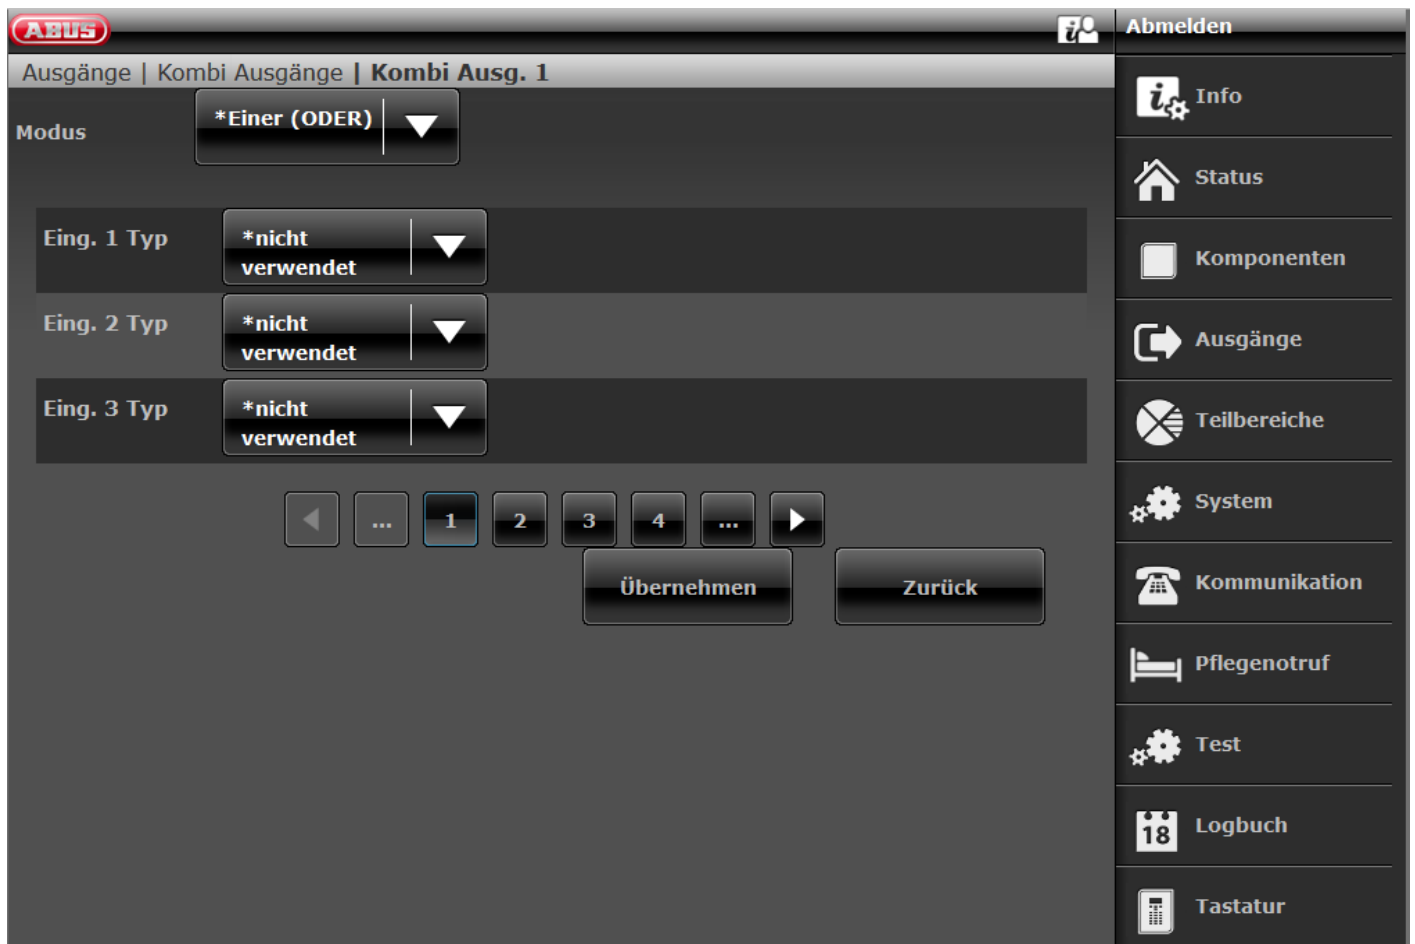 ABUS
Abmelden
Ausgänge | Kombi Ausgänge | Kombi Ausg. 1
Modus
*Einer (ODER)
Eing. 1 Typ
*nicht
verwendet
Eing. 2 Typ
*nicht
verwendet
Eing. 3 Typ
*nicht
verwendet
... 1 2 3 4 ...
Übernehmen
Zurück
Info
Status
Komponenten
Ausgänge
Teilbereiche
System
Kommunikation
Pflegenotruf
Test
18
Logbuch
Tastatur